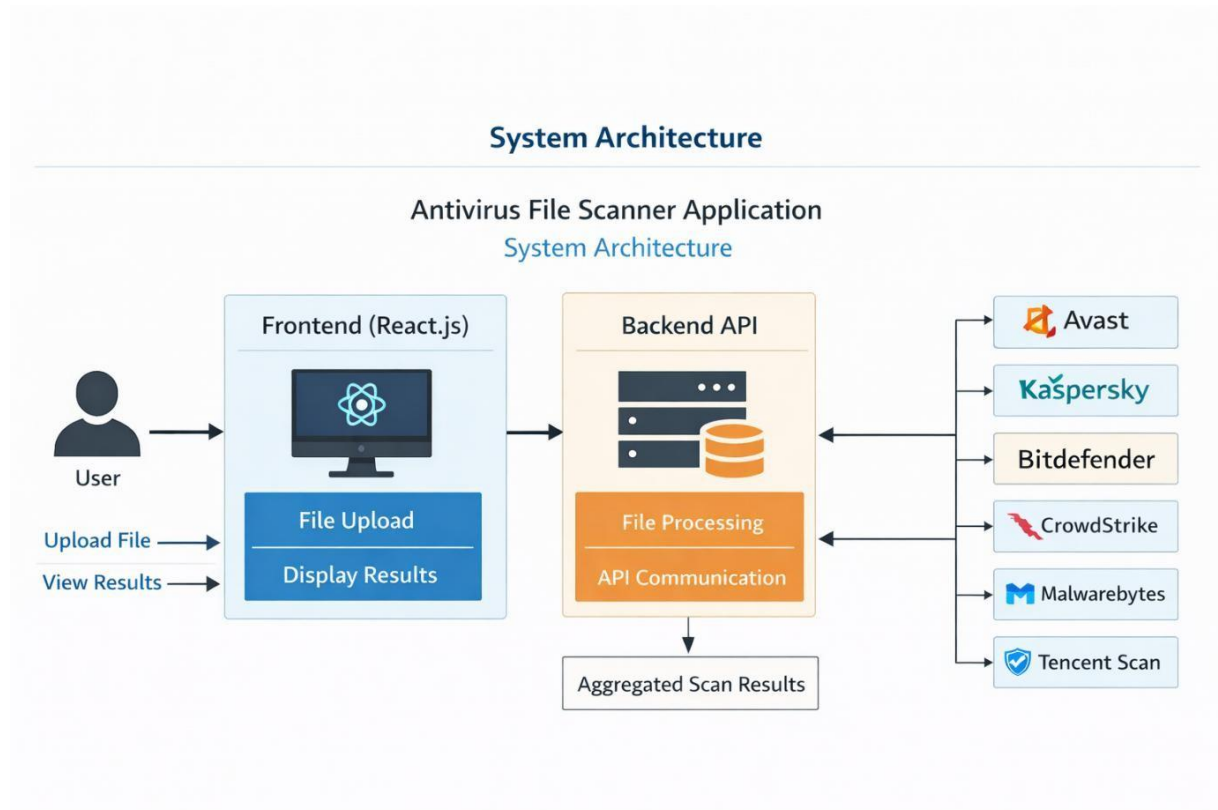 System Architecture
Antivirus File Scanner Application
System Architecture
User
Upload File
View Results
Frontend (React.js)
File Upload
Display Results
Backend API
File Processing
API Communication
Aggregated Scan Results
Avast
Kašpersky
Bitdefender
CrowdStrike
Malwarebytes
Tencent Scan